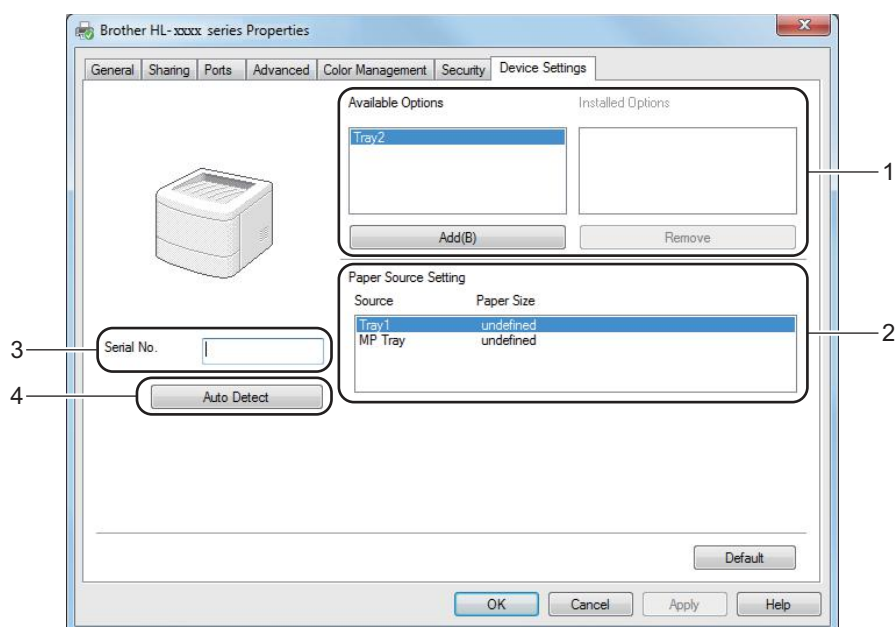 Brother HL-xxxx series Properties
General Sharing Ports Advanced Color Management Security Device Settings
Available Options Installed Options
Tray2
1
Add(B) Remove
Paper Source Setting
Source Paper Size
Tray1 undefined
MP Tray undefined
2
3
Serial No.
4
Auto Detect
Default
OK Cancel Apply Help